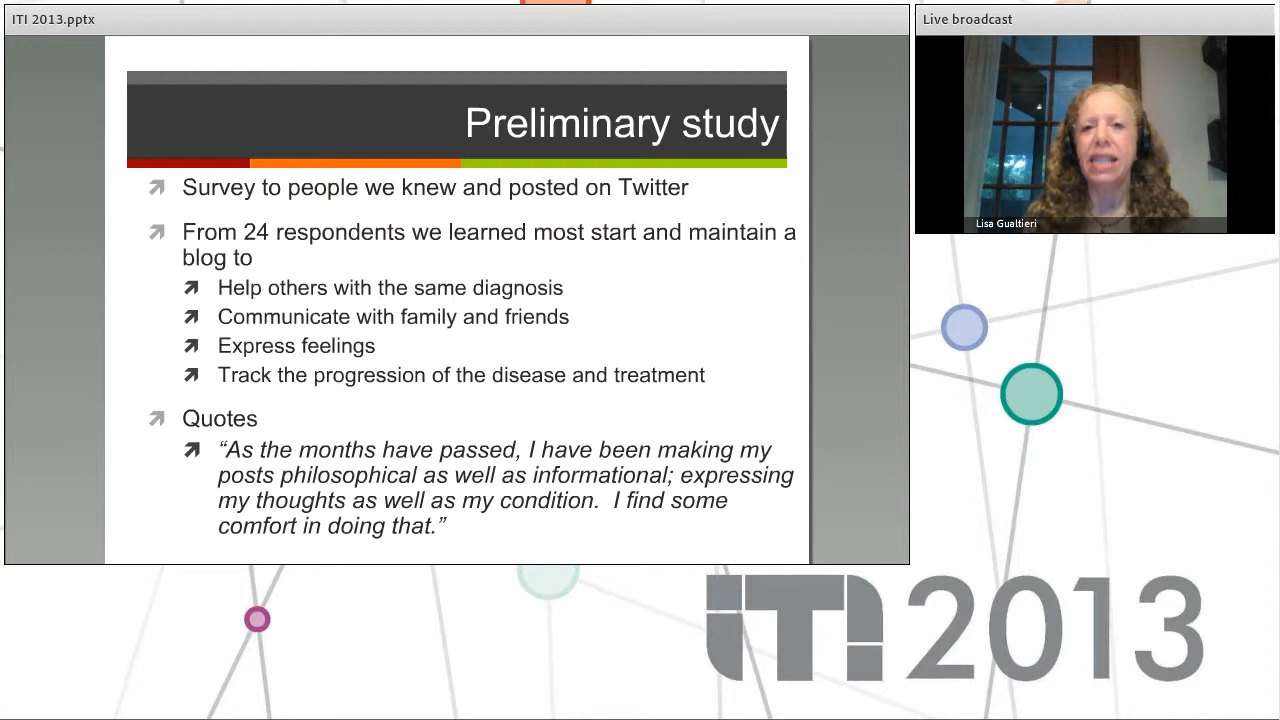 ITI 2013.pptx
Live broadcast
Preliminary study
Survey to people we knew and posted on Twitter
From 24 respondents we learned most start and maintain a
blog to
Help others with the same diagnosis
Communicate with family and friends
Express feelings
Track the progression of the disease and treatment
Quotes
“As the months have passed, I have been making my
posts philosophical as well as informational; expressing
my thoughts as well as my condition.  I find some
comfort in doing that.”
Lisa Gualtieri
iTi 2013